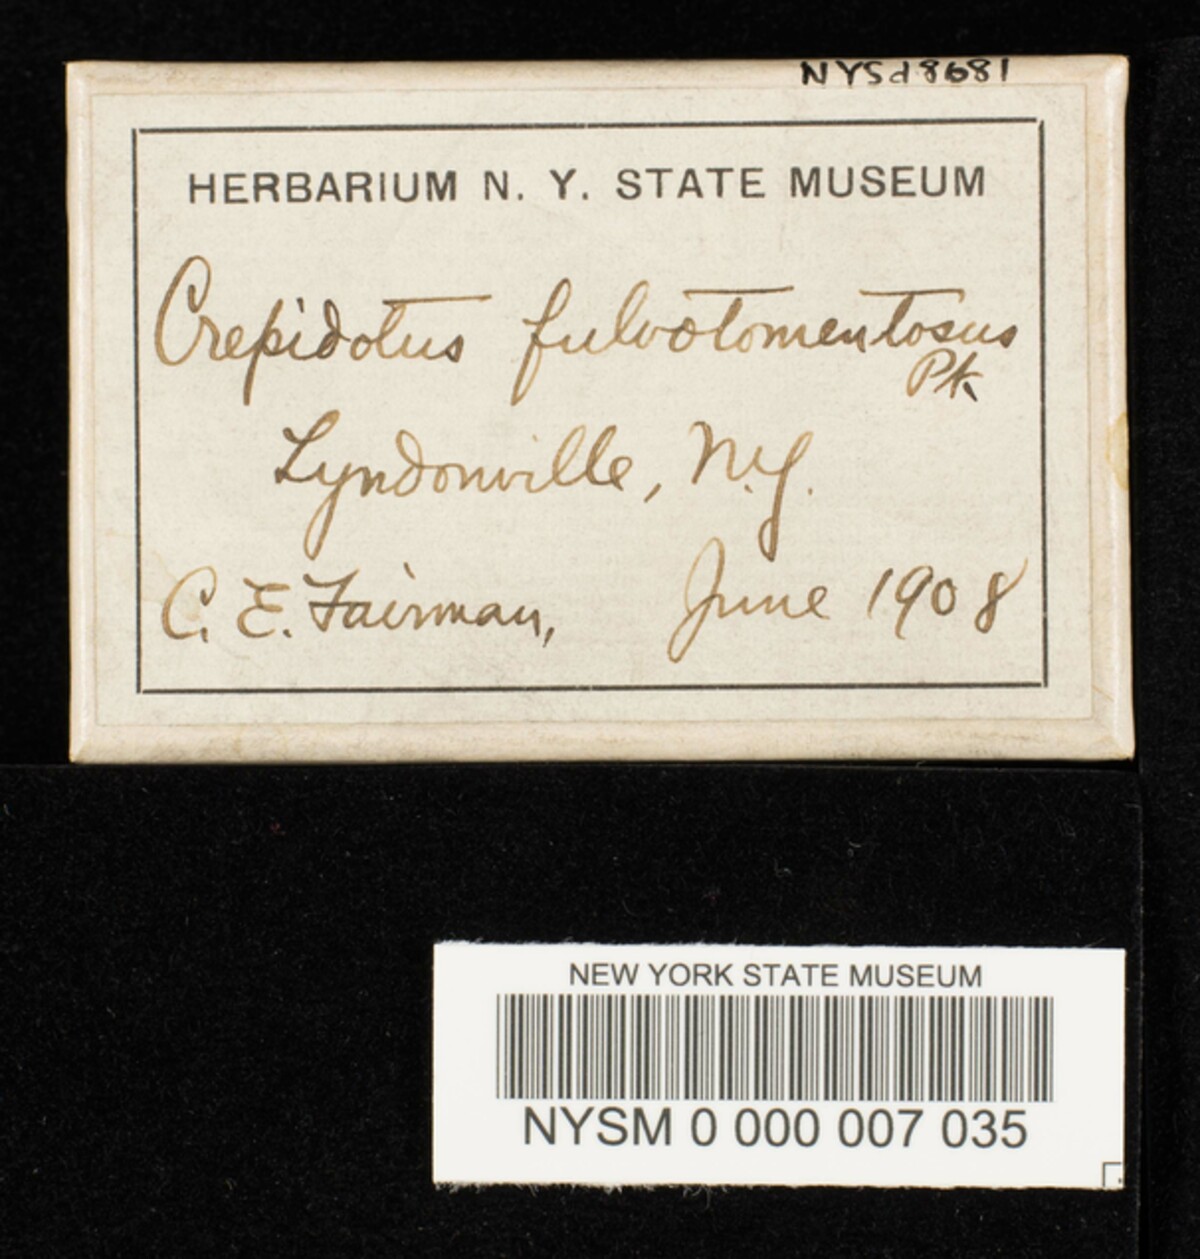 NYSd8681
HERBARIUM N. Y. STATE MUSEUM
Crepidotus fulvotomentosus
Pk.
Lyndonville, N.Y.
C. E. Fairman, June 1908
NEW YORK STATE MUSEUM
NYSM 0 000 007 035